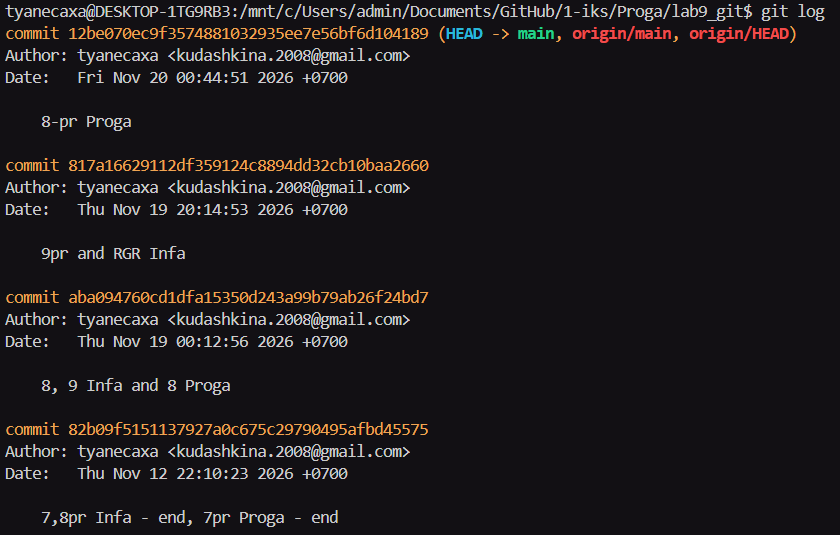 tyanecaxa@DESKTOP-1TG9RB3:/mnt/c/Users/admin/Documents/GitHub/1-iks/Proga/lab9_git$ git log
commit 12be070ec9f3574881032935ee7e56bf6d104189 (HEAD -> main, origin/main, origin/HEAD)
Author: tyanecaxa <kudashkina.2008@gmail.com>
Date:   Fri Nov 20 00:44:51 2026 +0700
8-pr Proga
commit 817a16629112df359124c8894dd32cb10baa2660
Author: tyanecaxa <kudashkina.2008@gmail.com>
Date:   Thu Nov 19 20:14:53 2026 +0700
9pr and RGR Infa
commit aba094760cd1dfa15350d243a99b79ab26f24bd7
Author: tyanecaxa <kudashkina.2008@gmail.com>
Date:   Thu Nov 19 00:12:56 2026 +0700
8, 9 Infa and 8 Proga
commit 82b09f5151137927a0c675c29790495afbd45575
Author: tyanecaxa <kudashkina.2008@gmail.com>
Date:   Thu Nov 12 22:10:23 2026 +0700
7,8pr Infa - end, 7pr Proga - end